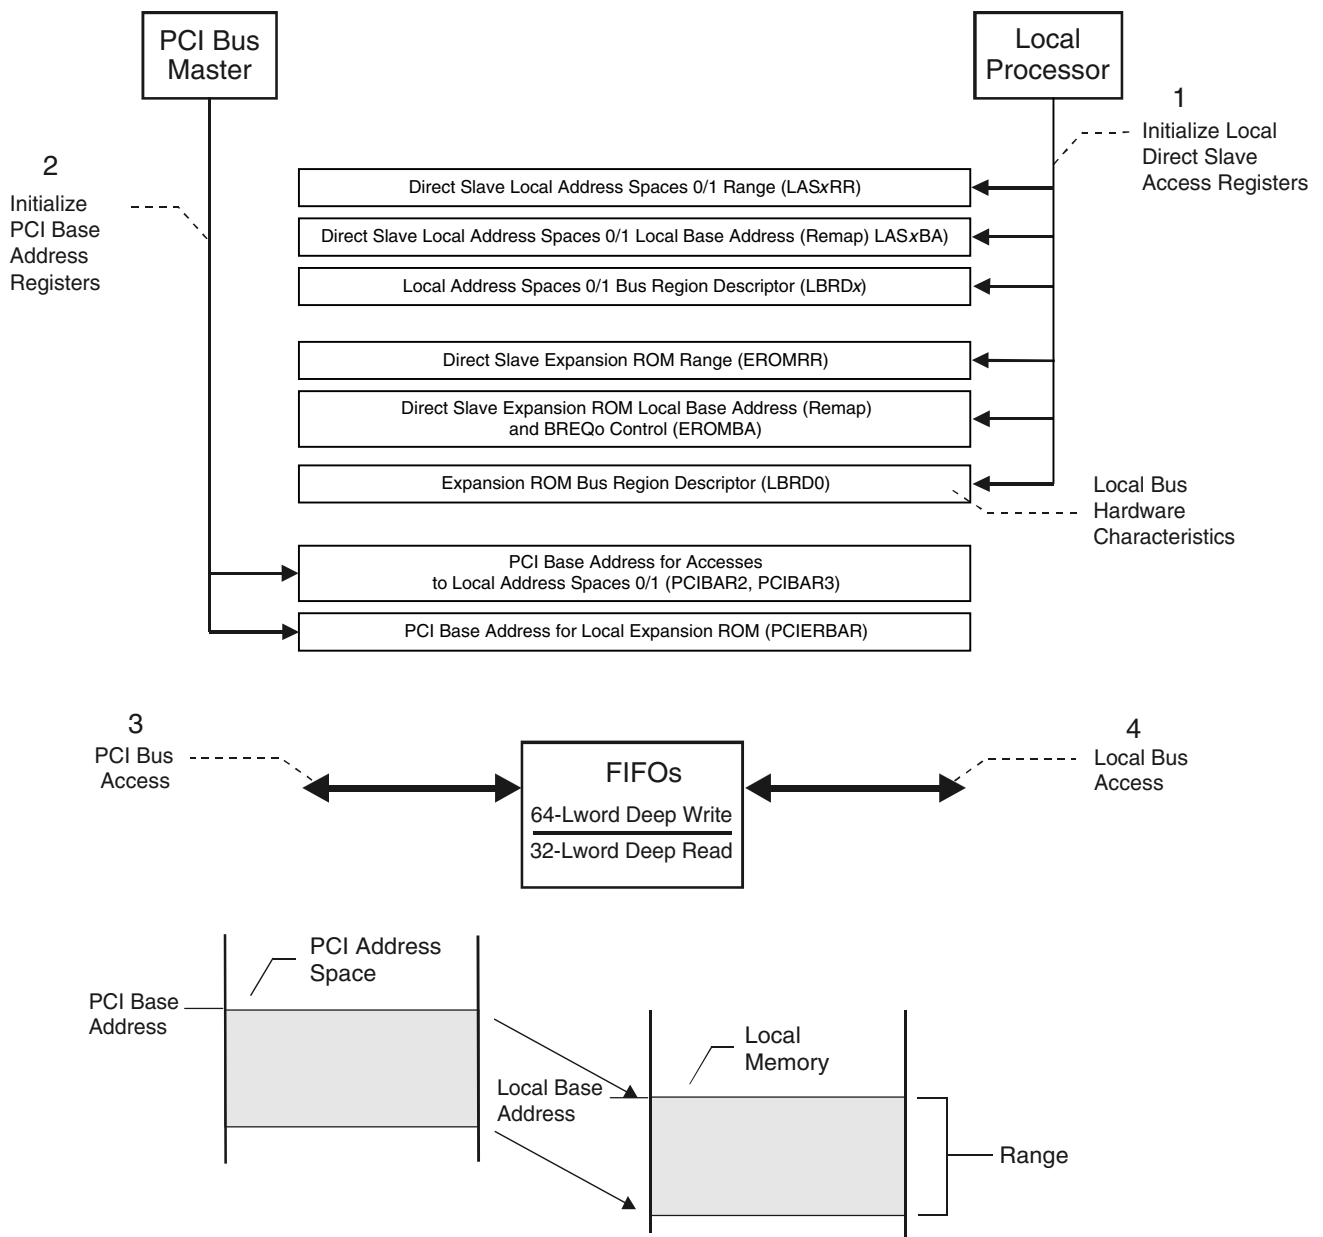 PCI Bus
Master
Local
Processor
1
Initialize Local
Direct Slave
Access Registers
2
Initialize
PCI Base
Address
Registers
Direct Slave Local Address Spaces 0/1 Range (LASxRR)
Direct Slave Local Address Spaces 0/1 Local Base Address (Remap) LASxBA)
Local Address Spaces 0/1 Bus Region Descriptor (LBRDx)
Direct Slave Expansion ROM Range (EROMRR)
Direct Slave Expansion ROM Local Base Address (Remap)
and BREQo Control (EROMBA)
Expansion ROM Bus Region Descriptor (LBRD0)
Local Bus
Hardware
Characteristics
PCI Base Address for Accesses
to Local Address Spaces 0/1 (PCIBAR2, PCIBAR3)
PCI Base Address for Local Expansion ROM (PCIERBAR)
3
PCI Bus
Access
FIFOs
64-Lword Deep Write
32-Lword Deep Read
4
Local Bus
Access
PCI Address
Space
PCI Base
Address
Local
Memory
Local Base
Address
Range